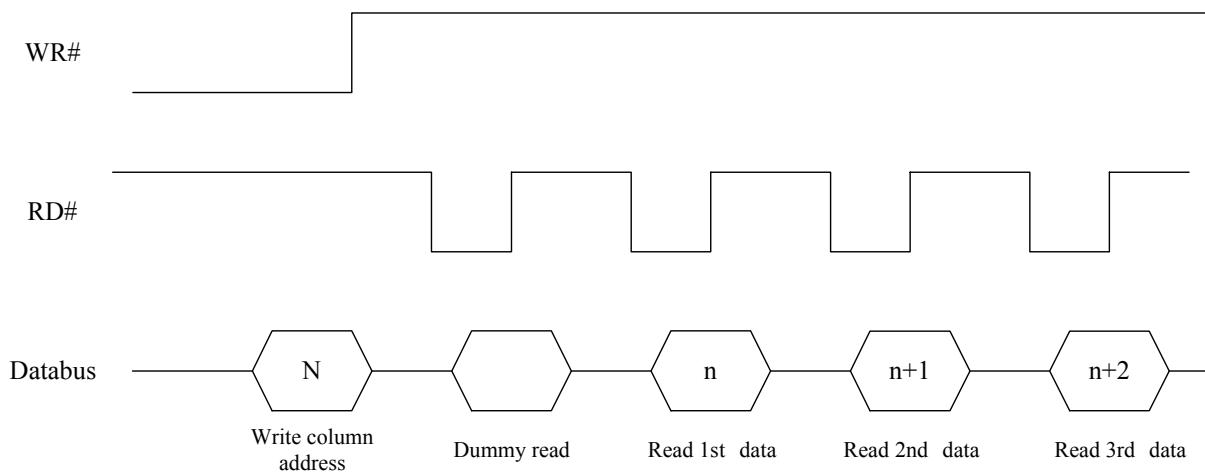 WR#
RD#
Databus
N
n
n+1
n+2
Write column
address
Dummy read
Read 1st data
Read 2nd data
Read 3rd data